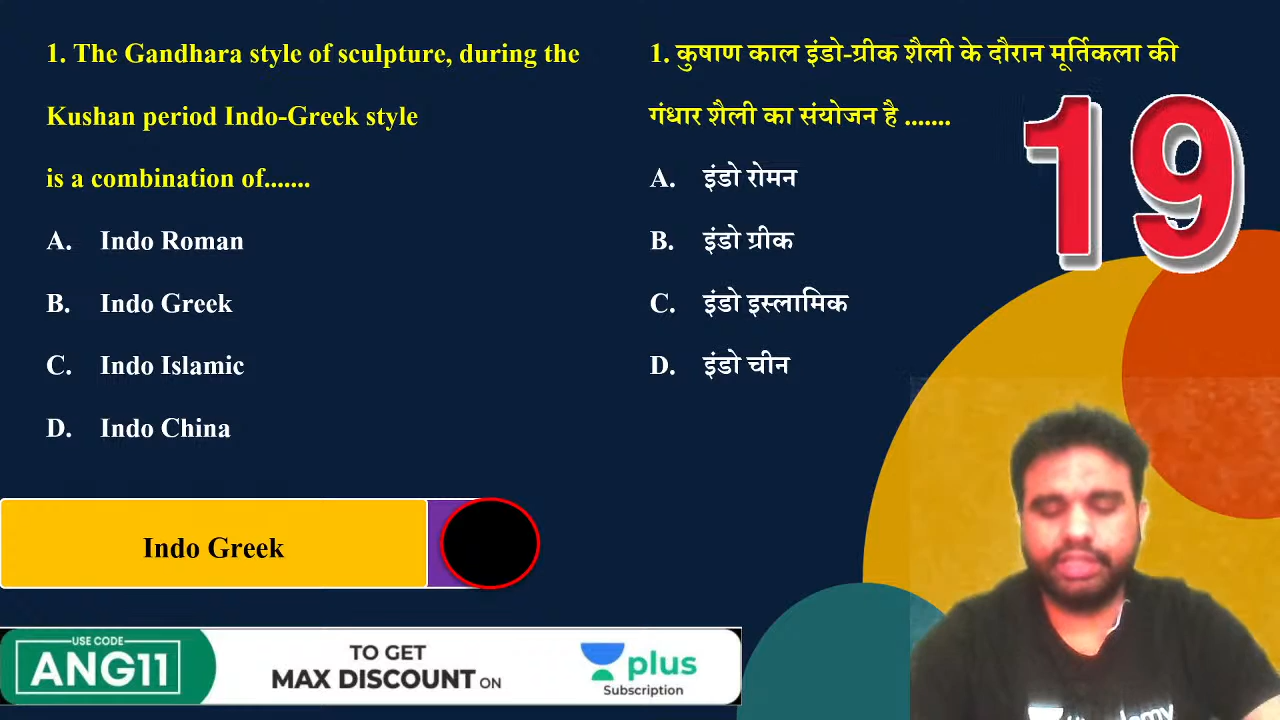 1. The Gandhara style of sculpture, during the
Kushan period Indo-Greek style
is a combination of.......
A. Indo Roman
B. Indo Greek
C. Indo Islamic
D. Indo China
1. कुषाण काल इंडो-ग्रीक शैली के दौरान मूर्तिकला की
गंधार शैली का संयोजन है .......
A. इंडो रोमन
B. इंडो ग्रीक
C. इंडो इस्लामिक
D. इंडो चीन
19
Indo Greek
USE CODE
ANG11
TO GET
MAX DISCOUNT ON
plus
Subscription